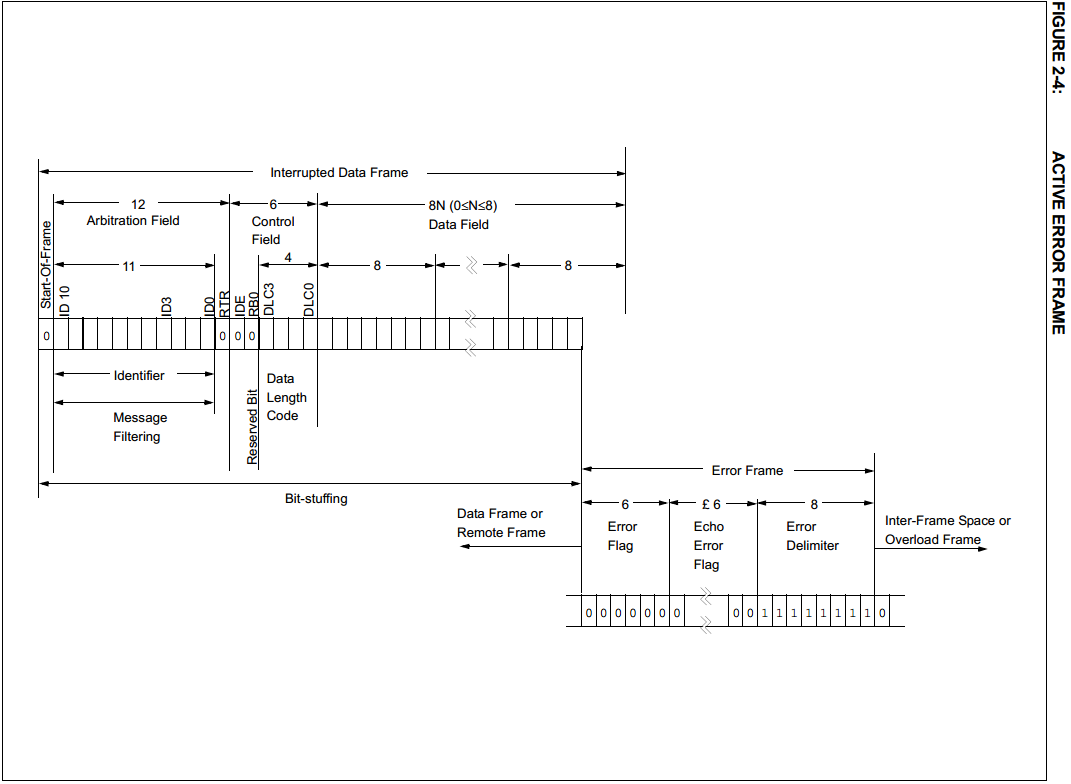 FIGURE 2-4: ACTIVE ERROR FRAME
Interrupted Data Frame
12
Arbitration Field
6
Control
Field
8N (0≤N≤8)
Data Field
11
4
8
8
Start-Of-Frame
ID 10
ID3
ID0
RTR
IDE
RB0
DLC3
DLC0
0
0
0
0
Identifier
Message
Filtering
Reserved Bit
Data
Length
Code
Bit-stuffing
Data Frame or
Remote Frame
Error Frame
6
Error
Flag
£ 6
Echo
Error
Flag
8
Error
Delimiter
Inter-Frame Space or
Overload Frame
0 0 0 0 0 0 0 0 0 1 1 1 1 1 1 1 1 0